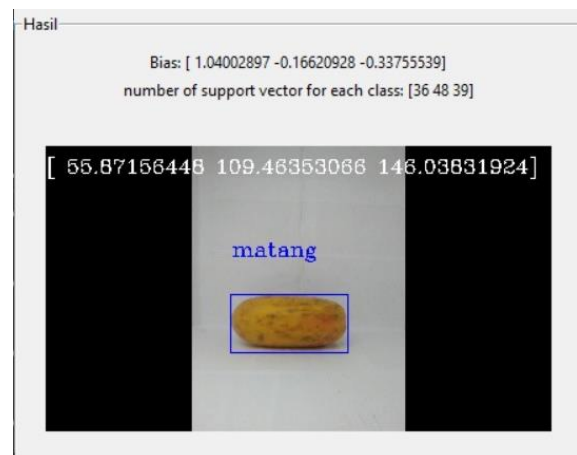 Hasil
Bias: [ 1.04002897 -0.16620928 -0.33755539]
number of support vector for each class: [36 48 39]
[ 55.87156448 109.46353066 146.03831924]
matang